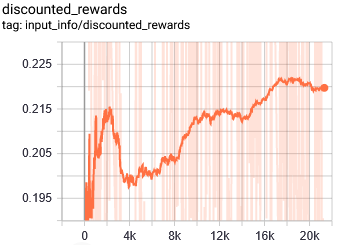 discounted_rewards
tag: input_info/discounted_rewards
0.225
0.215
0.205
0.195
0 4k 8k 12k 16k 20k